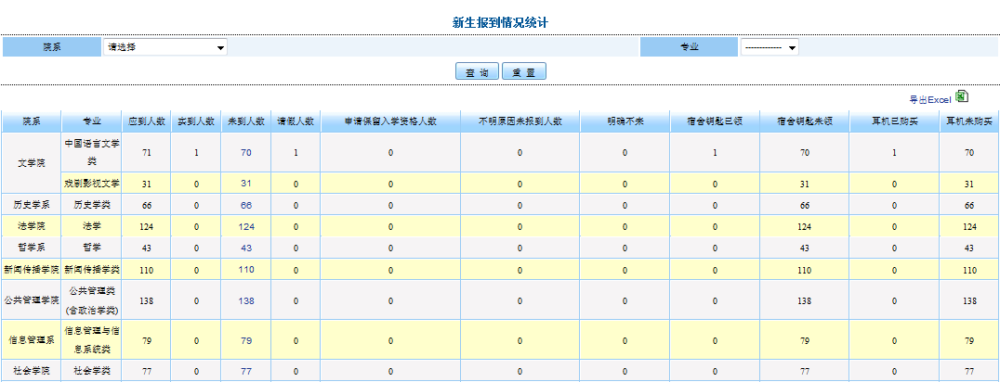 新生报到情况统计
院系 请选择 专业 -------------
查 询 重 置
导出Excel
院系 专业 应到人数 实到人数 未到人数 请假人数 申请保留入学资格人数 不明原因未报到人数 明确不来 宿舍钥匙已领 宿舍钥匙未领 耳机已购买 耳机未购买
文学院 中国语言文学类 71 1 70 1 0 0 0 1 70 1 70
戏剧影视文学 31 0 31 0 0 0 0 0 31 0 31
历史学系 历史学类 66 0 66 0 0 0 0 0 66 0 66
法学院 法学 124 0 124 0 0 0 0 0 124 0 124
哲学系 哲学 43 0 43 0 0 0 0 0 43 0 43
新闻传播学院 新闻传播学类 110 0 110 0 0 0 0 0 110 0 110
公共管理学院 公共管理类(含政治学类) 138 0 138 0 0 0 0 0 138 0 138
信息管理系 信息管理与信息系统类 79 0 79 0 0 0 0 0 79 0 79
社会学院 社会学类 77 0 77 0 0 0 0 0 77 0 77